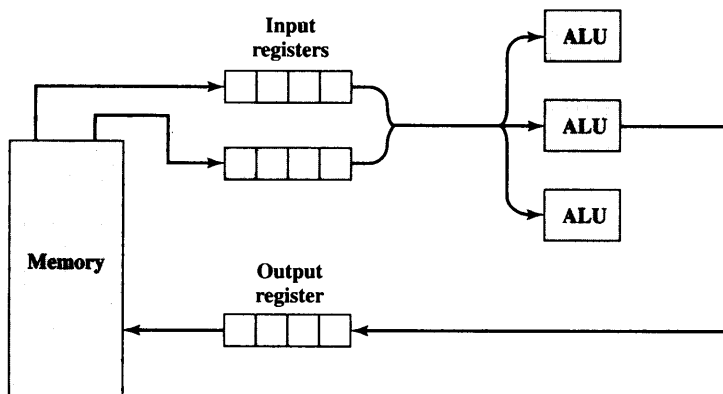 Input
registers
ALU
ALU
ALU
Memory
Output
register